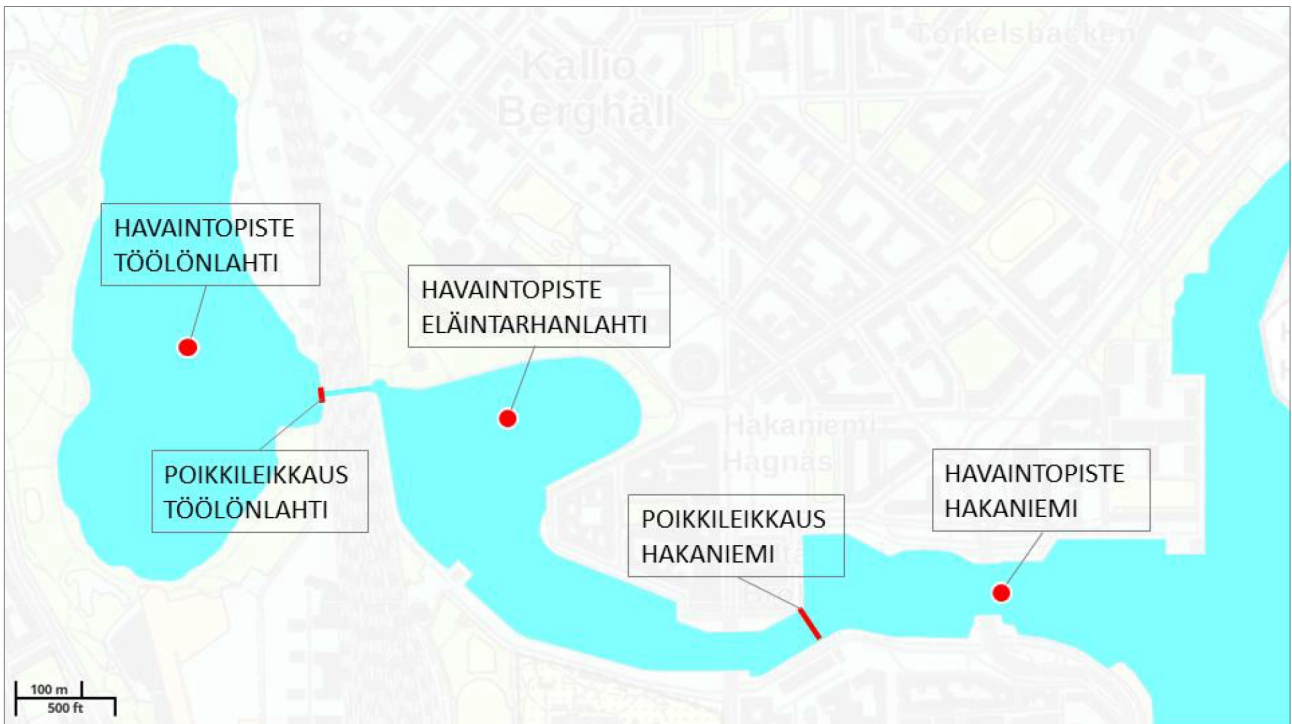 Torkelsbacken
Kallio
Berghäll
HAVAINTOPISTE
TÖÖLÖNLAHTI
HAVAINTOPISTE
ELÄINTARHANLAHTI
Hakaniemi
Hagnäs
POIKKILEIKKAUS
TÖÖLÖNLAHTI
HAVAINTOPISTE
HAKANIEMI
POIKKILEIKKAUS
HAKANIEMI
100 m
500 ft